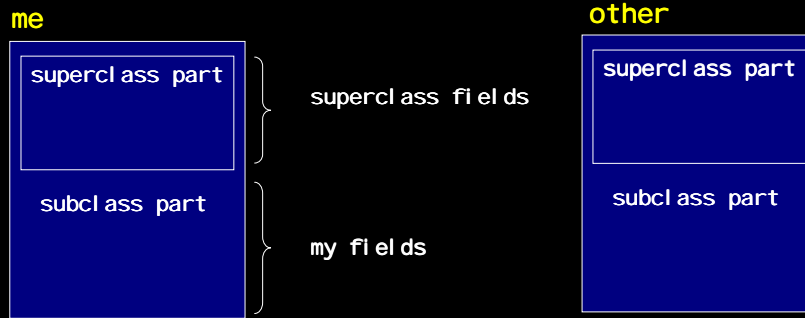 me
other
superclass part
superclass fields
superclass part
subclass part
my fields
subclass part